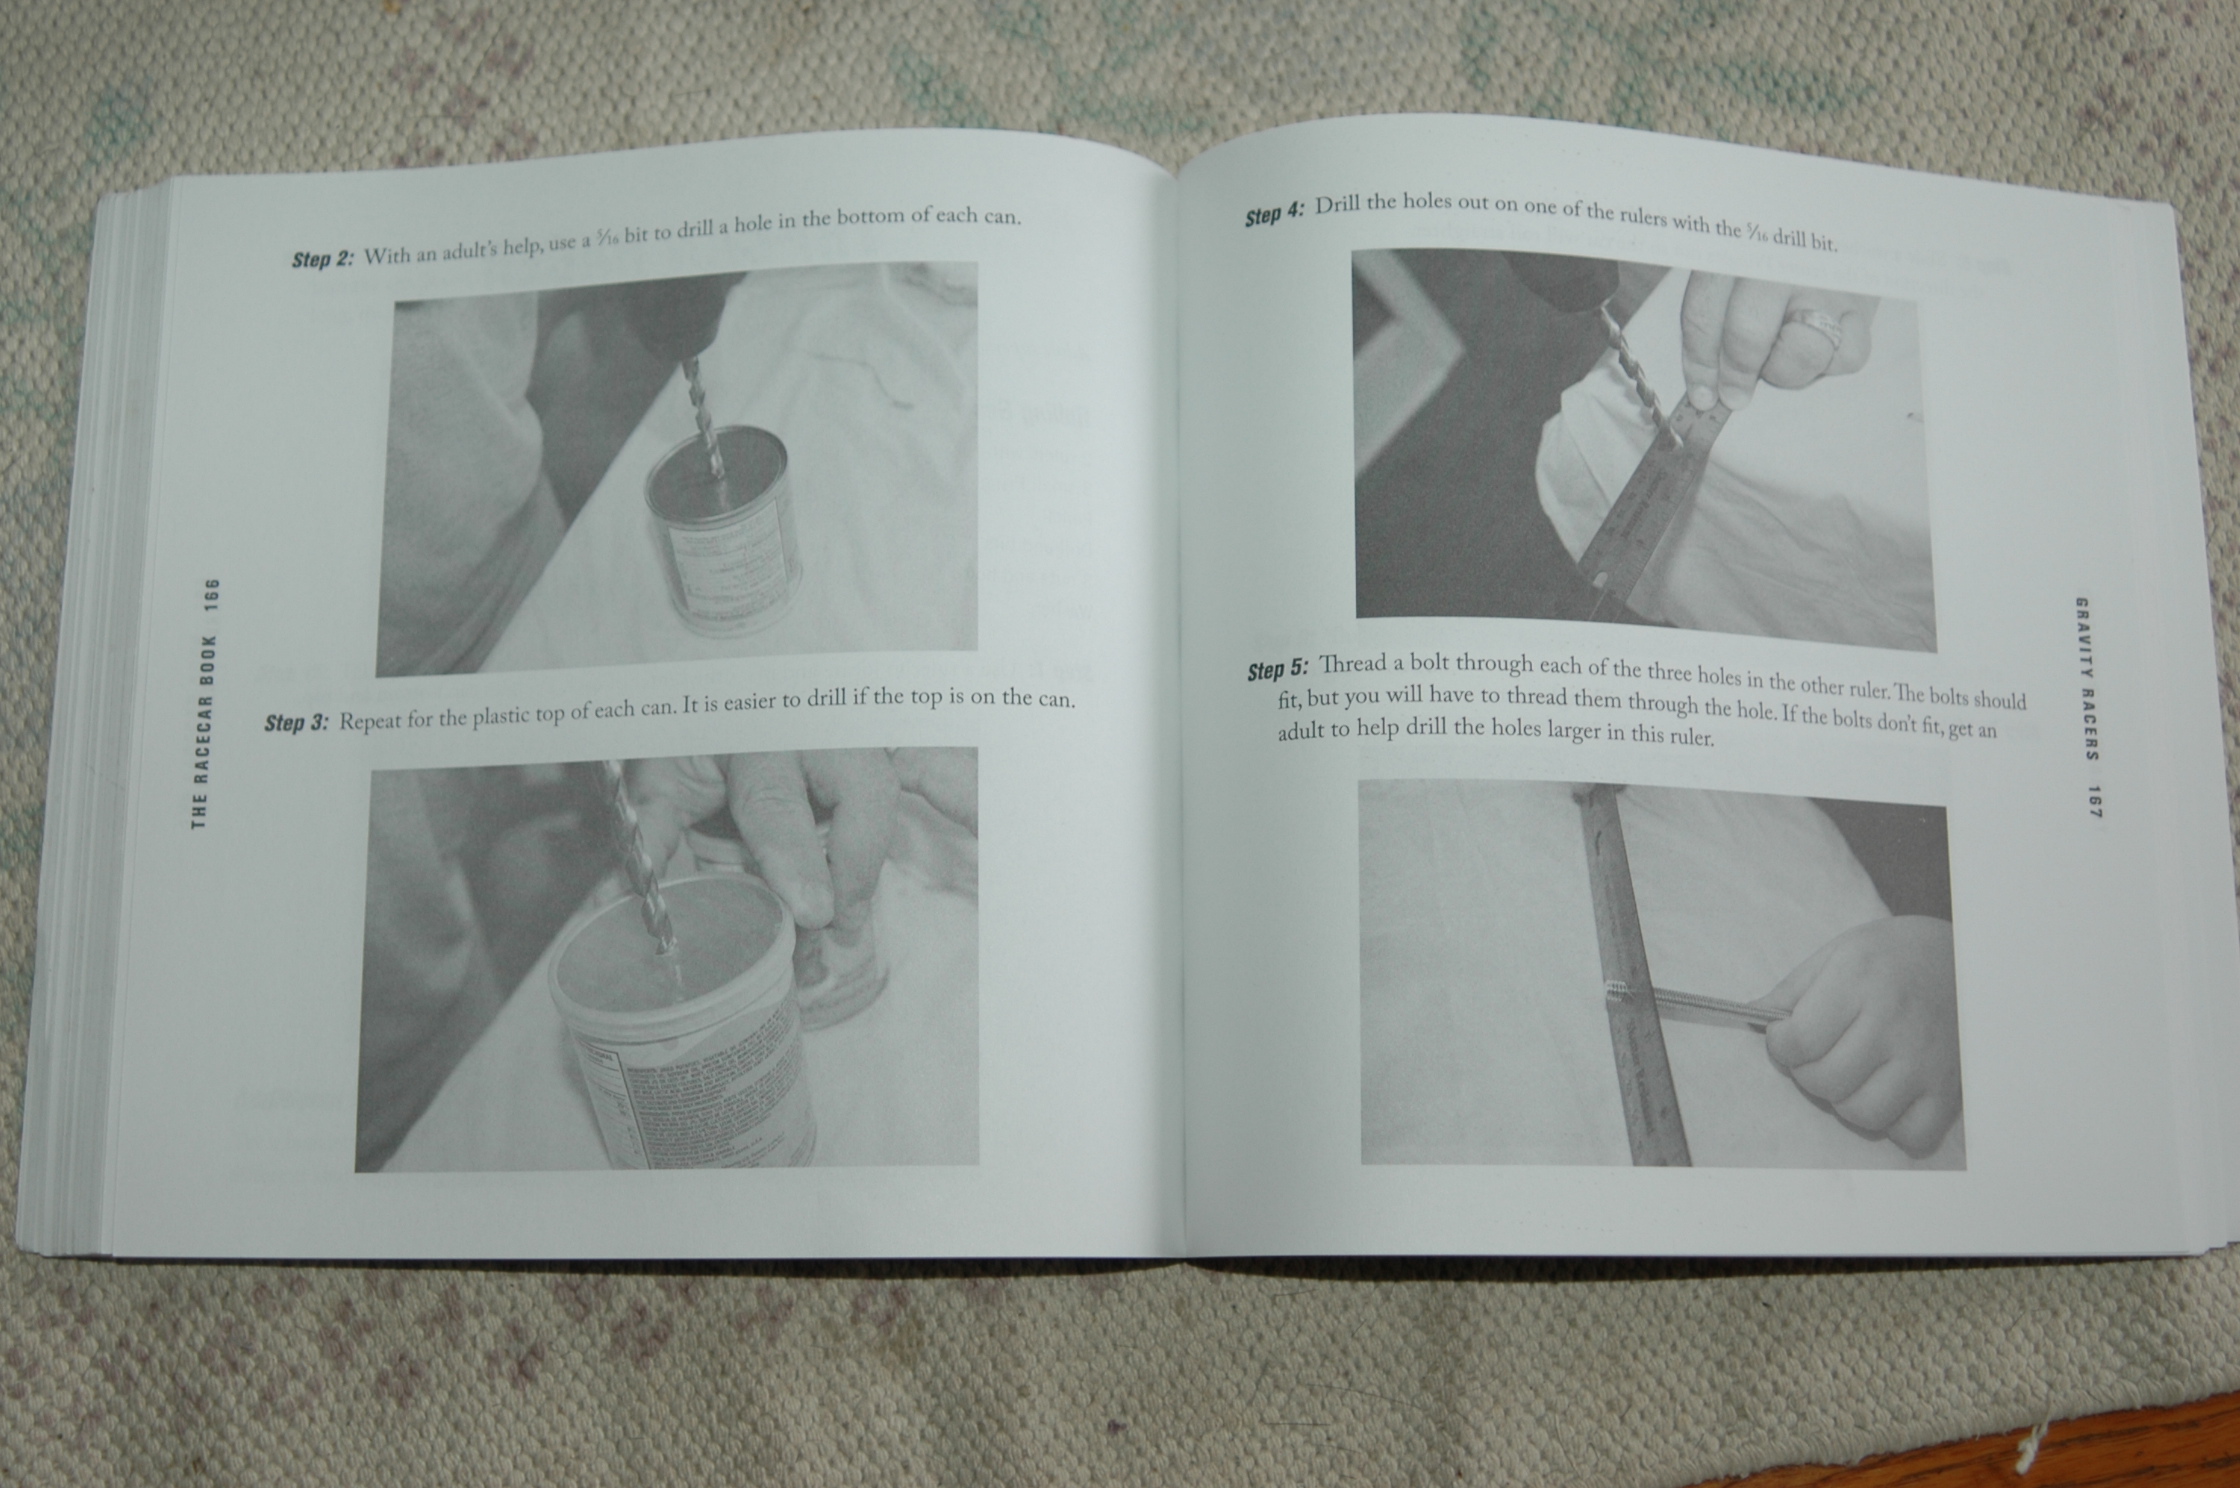 Step 2: With an adult's help, use a 5/16 bit to drill a hole in the bottom of each can.
Step 3: Repeat for the plastic top of each can. It is easier to drill if the top is on the can.
THE RACECAR BOOK 166
Step 4: Drill the holes out on one of the rulers with the 5/16 drill bit.
Step 5: Thread a bolt through each of the three holes in the other ruler. The bolts should
fit, but you will have to thread them through the hole. If the bolts don't fit, get an
adult to help drill the holes larger in this ruler.
GRAVITY RACERS 167